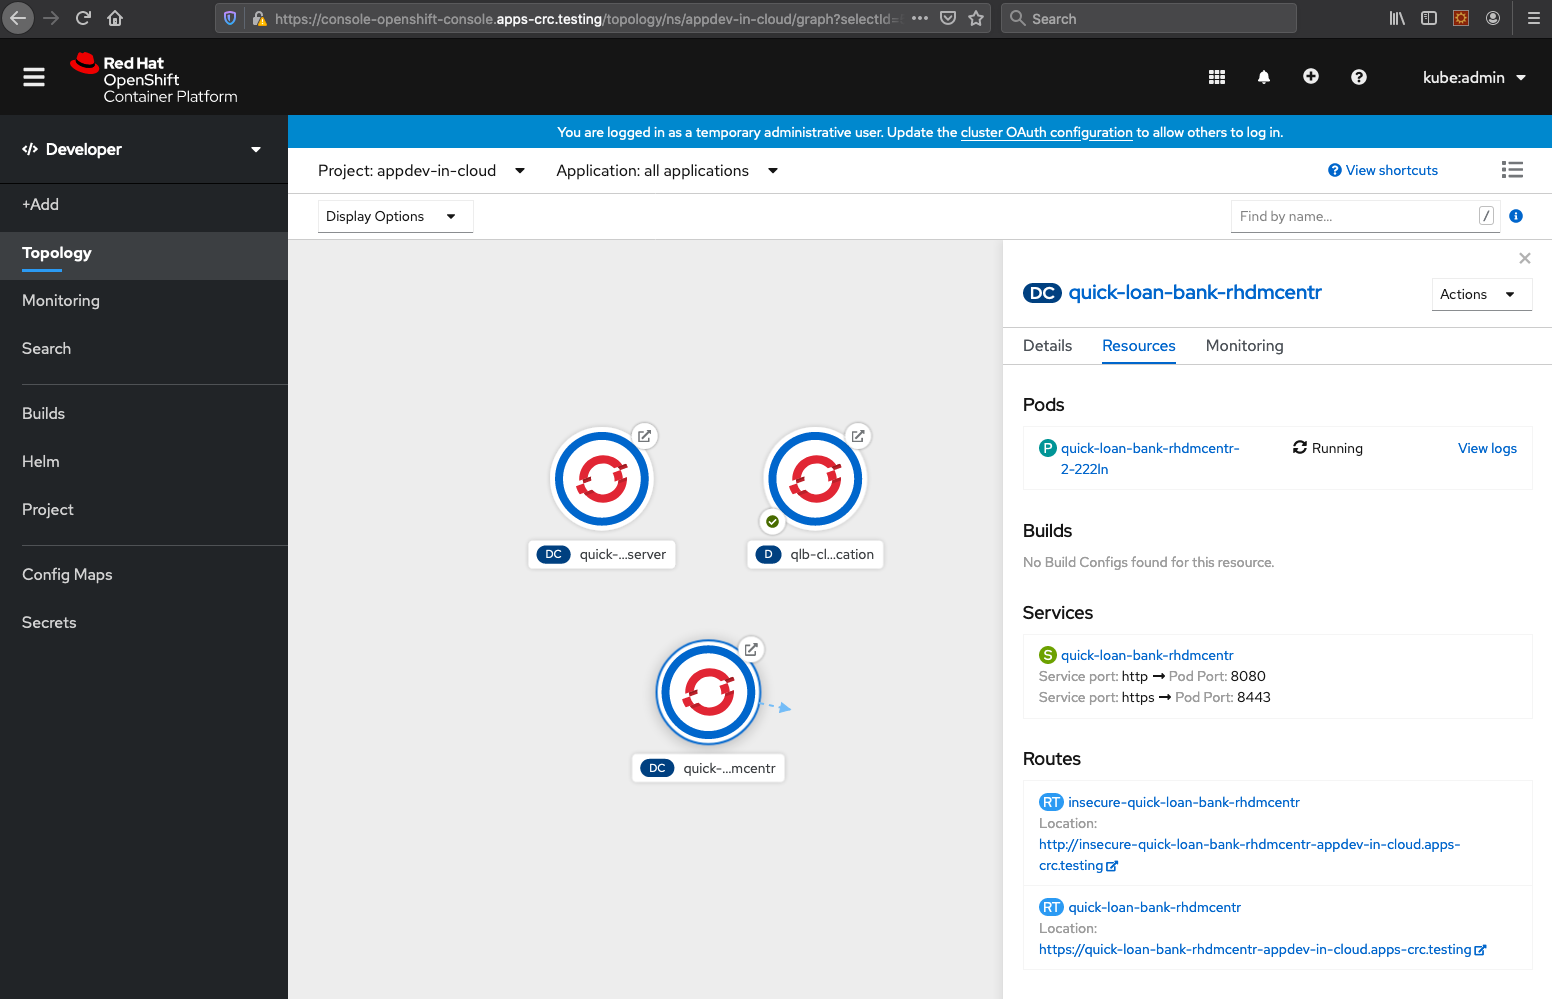 https://console-openshift-console.apps-crc.testing/topology/ns/appdev-in-cloud/graph?selectId=
Search
Red Hat
OpenShift
Container Platform
kube:admin
Developer
You are logged in as a temporary administrative user. Update the cluster OAuth configuration to allow others to log in.
Project: appdev-in-cloud
Application: all applications
View shortcuts
+Add
Display Options
Find by name...
/
Topology
Monitoring
Search
Builds
Helm
Project
Config Maps
Secrets
DC quick-...server
D qlb-cl...cation
DC quick-...mcentr
DC quick-loan-bank-rhdmcentr
Actions
Details
Resources
Monitoring
Pods
P quick-loan-bank-rhdmcentr-
2-222ln
Running
View logs
Builds
No Build Configs found for this resource.
Services
S quick-loan-bank-rhdmcentr
Service port: http → Pod Port: 8080
Service port: https → Pod Port: 8443
Routes
RT insecure-quick-loan-bank-rhdmcentr
Location:
http://insecure-quick-loan-bank-rhdmcentr-appdev-in-cloud.apps-
crc.testing
RT quick-loan-bank-rhdmcentr
Location:
https://quick-loan-bank-rhdmcentr-appdev-in-cloud.apps-crc.testing